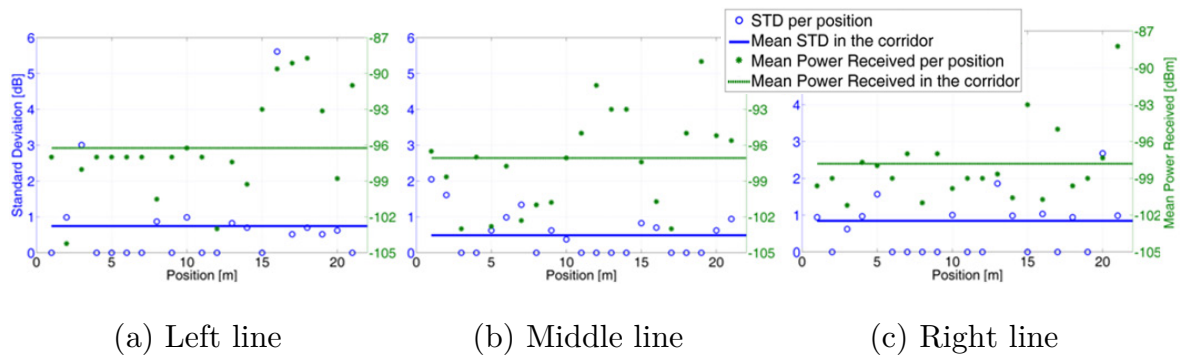 STD per position
Mean STD in the corridor
Mean Power Received per position
Mean Power Received in the corridor
Standard Deviation [dB]
6
5
4
3
2
1
0
0 5 10 15 20
Position [m]
-87
-90
-93
-96
-99
-102
-105
6
5
4
3
2
1
0
0 5 10 15 20
Position [m]
-93
-96
-99
-102
-105
4
3
2
1
0
0 5 10 15 20
Position [m]
-87
-90
-93
-96
-99
-102
-105
Mean Power Received [dBm]
(a) Left line
(b) Middle line
(c) Right line